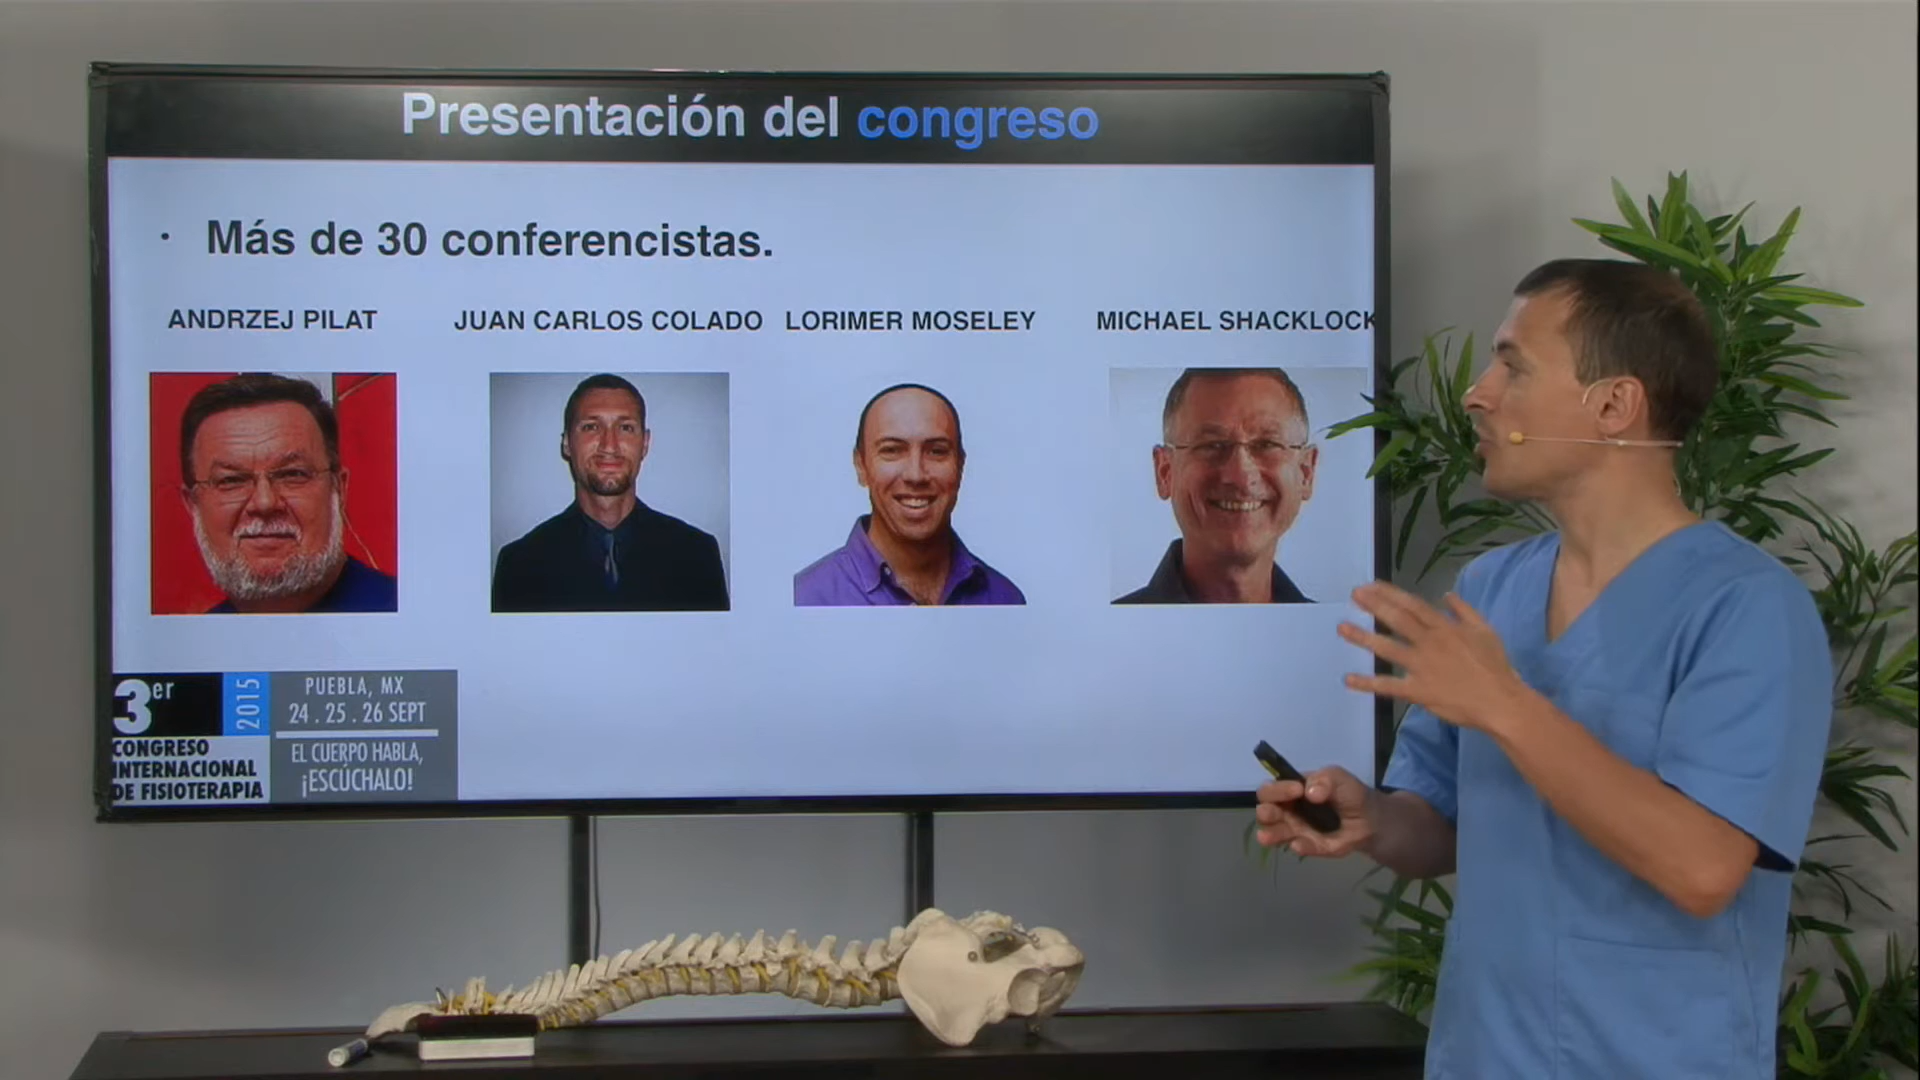 Presentación del congreso
· Más de 30 conferencistas.
ANDRZEJ PILAT
JUAN CARLOS COLADO
LORIMER MOSELEY
MICHAEL SHACKLOCK
3er
2015
CONGRESO
INTERNACIONAL
DE FISIOTERAPIA
PUEBLA, MX
24 . 25 . 26 SEPT
EL CUERPO HABLA,
¡ESCÚCHALO!